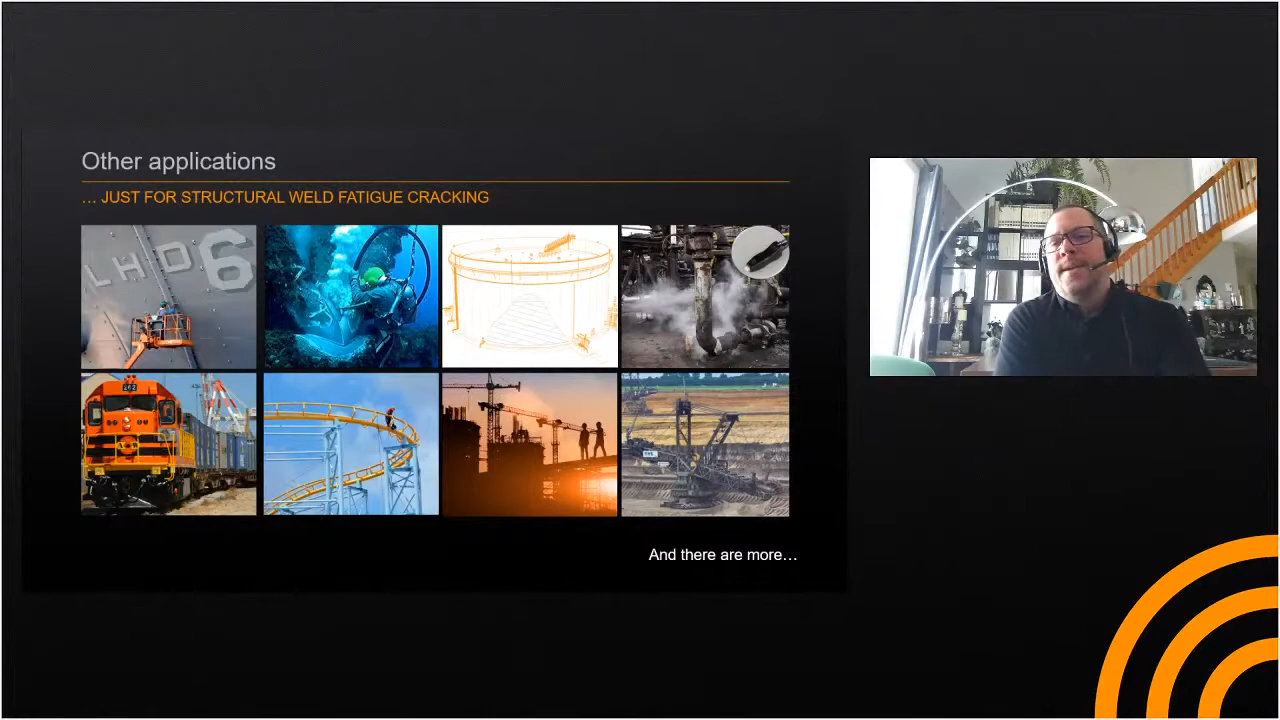 Other applications
… JUST FOR STRUCTURAL WELD FATIGUE CRACKING
LHD 6
262
And there are more…